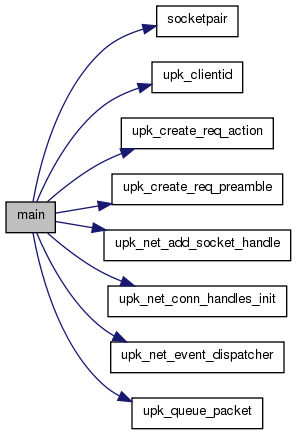 socketpair
upk_clientid
upk_create_req_action
upk_create_req_preamble
main
upk_net_add_socket_handle
upk_net_conn_handles_init
upk_net_event_dispatcher
upk_queue_packet